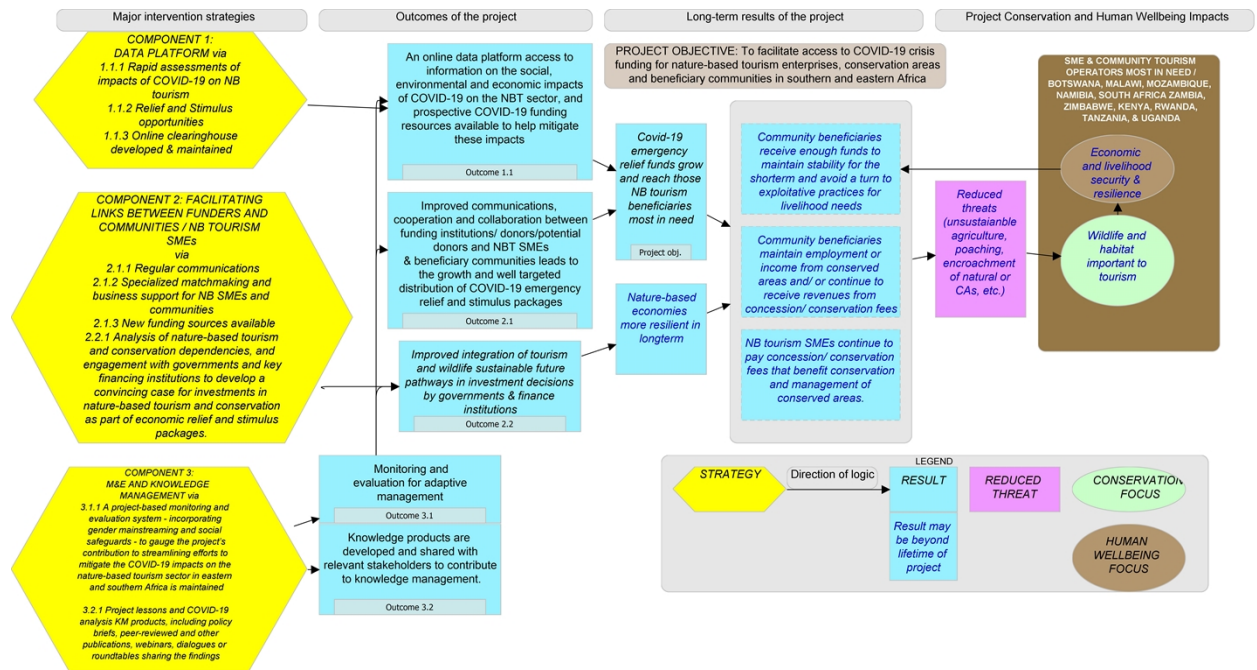 Major intervention strategies
Outcomes of the project
Long-term results of the project
Project Conservation and Human Wellbeing Impacts
COMPONENT 1:
DATA PLATFORM via
1.1.1 Rapid assessments of
impacts of COVID-19 on NB
tourism
1.1.2 Relief and Stimulus
opportunities
1.1.3 Online clearinghouse
developed & maintained
COMPONENT 2: FACILITATING
LINKS BETWEEN FUNDERS AND
COMMUNITIES / NB TOURISM
SMEs
via
2.1.1 Regular communications
2.1.2 Specialized matchmaking and
business support for NB SMEs and
communities
2.1.3 New funding sources available
2.2.1 Analysis of nature-based tourism
and conservation dependencies, and
engagement with governments and key
financing institutions to develop a
convincing case for investments in
nature-based tourism and conservation
as part of economic relief and stimulus
packages.
COMPONENT 3:
M&E AND KNOWLEDGE
MANAGEMENT via
3.1.1 A project-based monitoring and
evaluation system - incorporating
gender mainstreaming and social
safeguards - to gauge the project's
contribution to streamlining efforts to
mitigate the COVID-19 impacts on the
nature-based tourism sector in eastern
and southern Africa is maintained
3.2.1 Project lessons and COVID-19
analysis KM products, including policy
briefs, peer-reviewed and other
publications, webinars, dialogues or
roundtables sharing the findings
An online data platform access to
information on the social,
environmental and economic impacts
of COVID-19 on the NBT sector, and
prospective COVID-19 funding
resources available to help mitigate
these impacts
Outcome 1.1
Improved communications,
cooperation and collaboration between
funding institutions/ donors/potential
donors and NBT SMEs
& beneficiary communities leads to
the growth and well targeted
distribution of COVID-19 emergency
relief and stimulus packages
Outcome 2.1
Improved integration of tourism
and wildlife sustainable future
pathways in investment decisions
by governments & finance
institutions
Outcome 2.2
Monitoring and
evaluation for adaptive
management
Outcome 3.1
Knowledge products are
developed and shared with
relevant stakeholders to contribute
to knowledge management.
Outcome 3.2
PROJECT OBJECTIVE: To facilitate access to COVID-19 crisis
funding for nature-based tourism enterprises, conservation areas
and beneficiary communities in southern and eastern Africa
Covid-19
emergency
relief funds grow
and reach those
NB tourism
beneficiaries
most in need
Project obj.
Nature-based
economies
more resilient in
longterm
Community beneficiaries
receive enough funds to
maintain stability for the
shorterm and avoid a turn to
exploitative practices for
livelihood needs
Community beneficiaries
maintain employment or
income from conserved
areas and/ or continue to
receive revenues from
concession/ conservation fees
NB tourism SMEs continue to
pay concession/ conservation
fees that benefit conservation
and management of
conserved areas.
Reduced
threats
(unsustaianble
agriculture,
poaching,
encroachment
of natural or
CAs, etc.)
SME & COMMUNITY TOURISM
OPERATORS MOST IN NEED /
BOTSWANA, MALAWI, MOZAMBIQUE,
NAMIBIA, SOUTH AFRICA ZAMBIA,
ZIMBABWE, KENYA, RWANDA,
TANZANIA, & UGANDA
Economic
and livelihood
security &
resilience
Wildlife and
habitat
important to
tourism
LEGEND
STRATEGY
Direction of logic
RESULT
Result may
be beyond
lifetime of
project
REDUCED
THREAT
CONSERVATION
FOCUS
HUMAN
WELLBEING
FOCUS